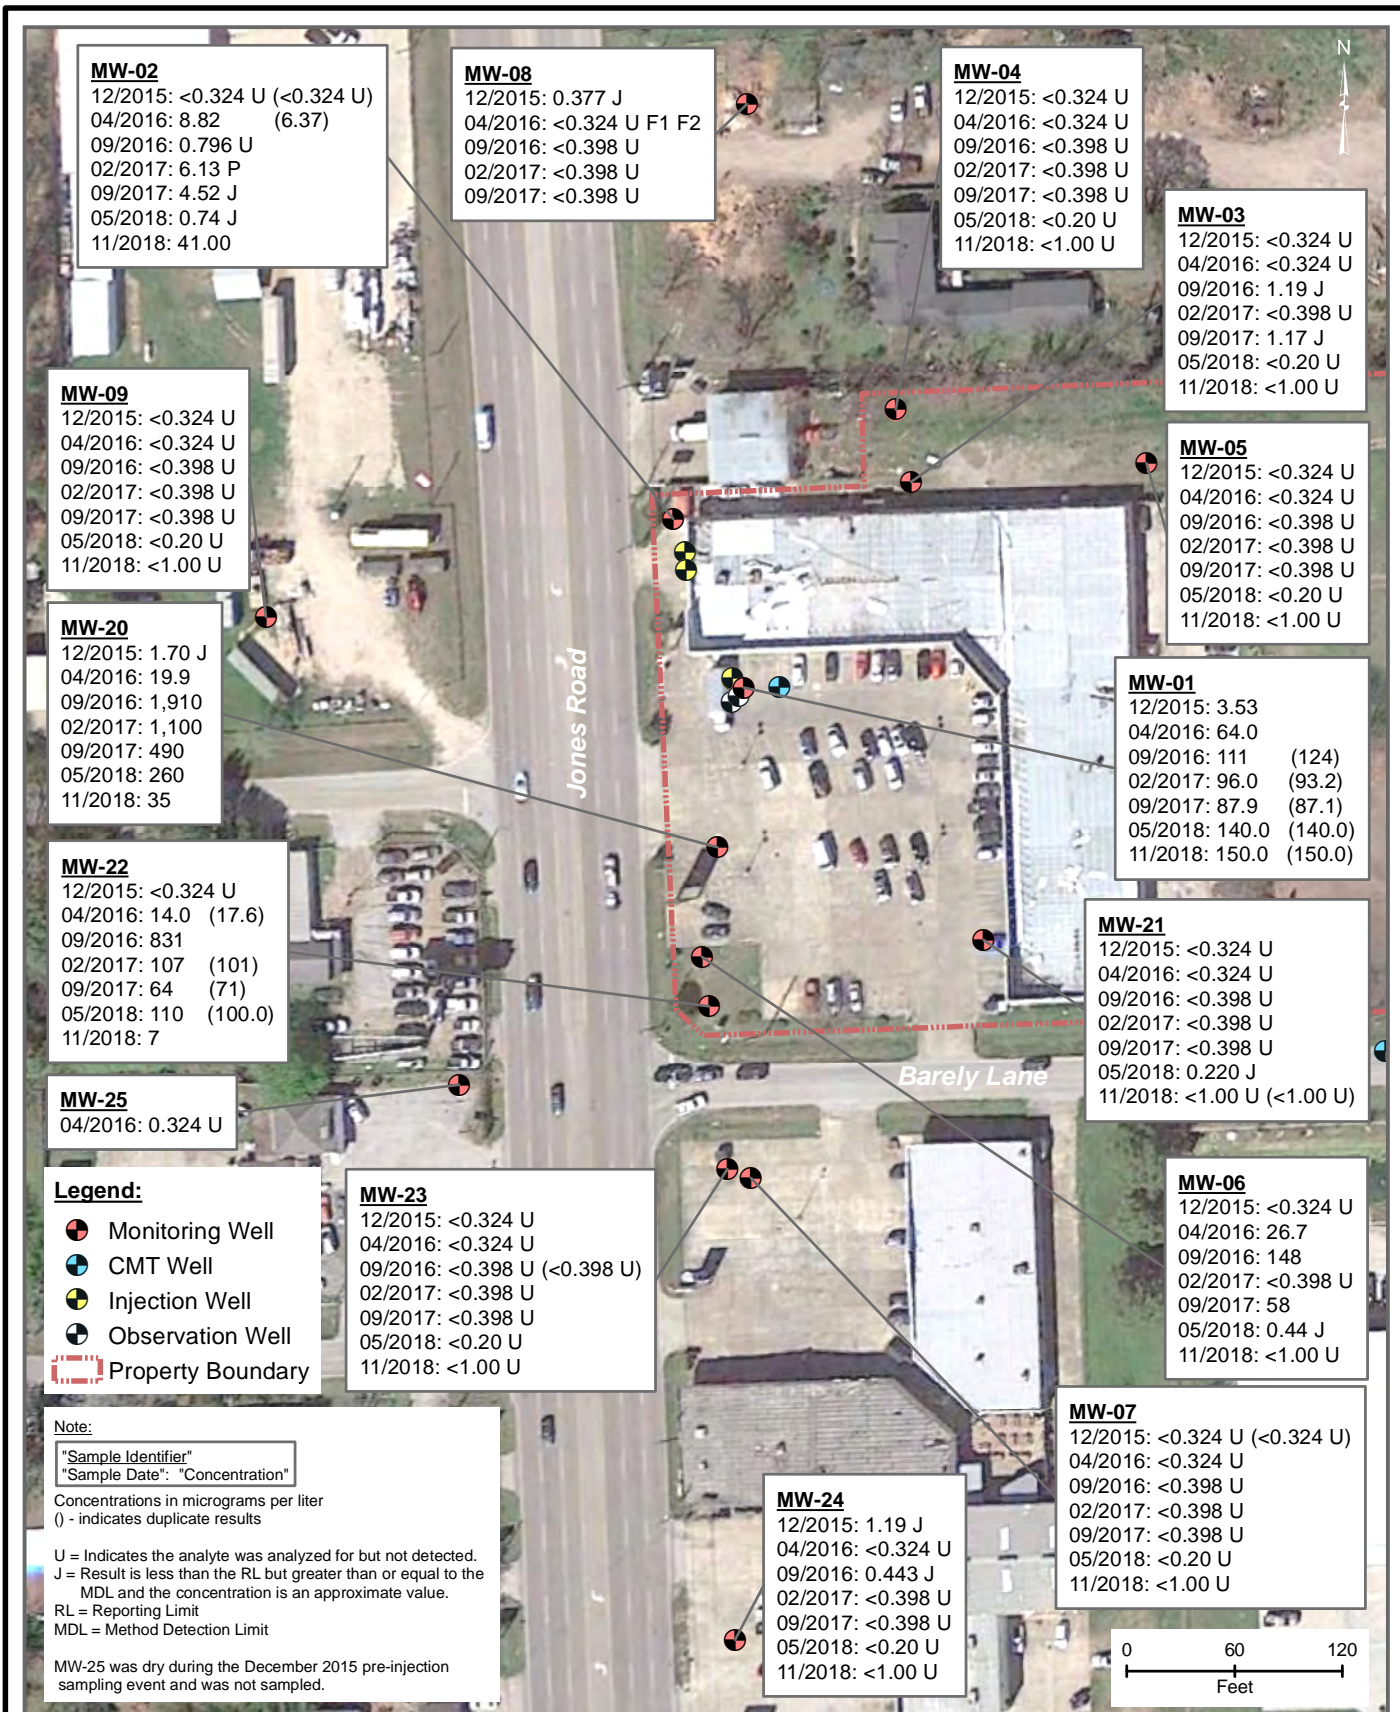 MW-02
12/2015: <0.324 U (<0.324 U)
04/2016: 8.82 (6.37)
09/2016: 0.796 U
02/2017: 6.13 P
09/2017: 4.52 J
05/2018: 0.74 J
11/2018: 41.00
MW-08
12/2015: 0.377 J
04/2016: <0.324 U F1 F2
09/2016: <0.398 U
02/2017: <0.398 U
09/2017: <0.398 U
MW-04
12/2015: <0.324 U
04/2016: <0.324 U
09/2016: <0.398 U
02/2017: <0.398 U
09/2017: <0.398 U
05/2018: <0.20 U
11/2018: <1.00 U
N
MW-03
12/2015: <0.324 U
04/2016: <0.324 U
09/2016: 1.19 J
02/2017: <0.398 U
09/2017: 1.17 J
05/2018: <0.20 U
11/2018: <1.00 U
MW-09
12/2015: <0.324 U
04/2016: <0.324 U
09/2016: <0.398 U
02/2017: <0.398 U
09/2017: <0.398 U
05/2018: <0.20 U
11/2018: <1.00 U
MW-05
12/2015: <0.324 U
04/2016: <0.324 U
09/2016: <0.398 U
02/2017: <0.398 U
09/2017: <0.398 U
05/2018: <0.20 U
11/2018: <1.00 U
MW-20
12/2015: 1.70 J
04/2016: 19.9
09/2016: 1,910
02/2017: 1,100
09/2017: 490
05/2018: 260
11/2018: 35
Jones Road
MW-01
12/2015: 3.53
04/2016: 64.0
09/2016: 111 (124)
02/2017: 96.0 (93.2)
09/2017: 87.9 (87.1)
05/2018: 140.0 (140.0)
11/2018: 150.0 (150.0)
MW-22
12/2015: <0.324 U
04/2016: 14.0 (17.6)
09/2016: 831
02/2017: 107 (101)
09/2017: 64 (71)
05/2018: 110 (100.0)
11/2018: 7
MW-21
12/2015: <0.324 U
04/2016: <0.324 U
09/2016: <0.398 U
02/2017: <0.398 U
09/2017: <0.398 U
05/2018: 0.220 J
11/2018: <1.00 U (<1.00 U)
Barely Lane
MW-25
04/2016: 0.324 U
Legend:
Monitoring Well
CMT Well
Injection Well
Observation Well
Property Boundary
MW-23
12/2015: <0.324 U
04/2016: <0.324 U
09/2016: <0.398 U (<0.398 U)
02/2017: <0.398 U
09/2017: <0.398 U
05/2018: <0.20 U
11/2018: <1.00 U
MW-06
12/2015: <0.324 U
04/2016: 26.7
09/2016: 148
02/2017: <0.398 U
09/2017: 58
05/2018: 0.44 J
11/2018: <1.00 U
MW-07
12/2015: <0.324 U (<0.324 U)
04/2016: <0.324 U
09/2016: <0.398 U
02/2017: <0.398 U
09/2017: <0.398 U
05/2018: <0.20 U
11/2018: <1.00 U
Note:
"Sample Identifier"
"Sample Date": "Concentration"
Concentrations in micrograms per liter
() - indicates duplicate results
U = Indicates the analyte was analyzed for but not detected.
J = Result is less than the RL but greater than or equal to the
MDL and the concentration is an approximate value.
RL = Reporting Limit
MDL = Method Detection Limit
MW-25 was dry during the December 2015 pre-injection
sampling event and was not sampled.
MW-24
12/2015: 1.19 J
04/2016: <0.324 U
09/2016: 0.443 J
02/2017: <0.398 U
09/2017: <0.398 U
05/2018: <0.20 U
11/2018: <1.00 U
0 60 120
Feet